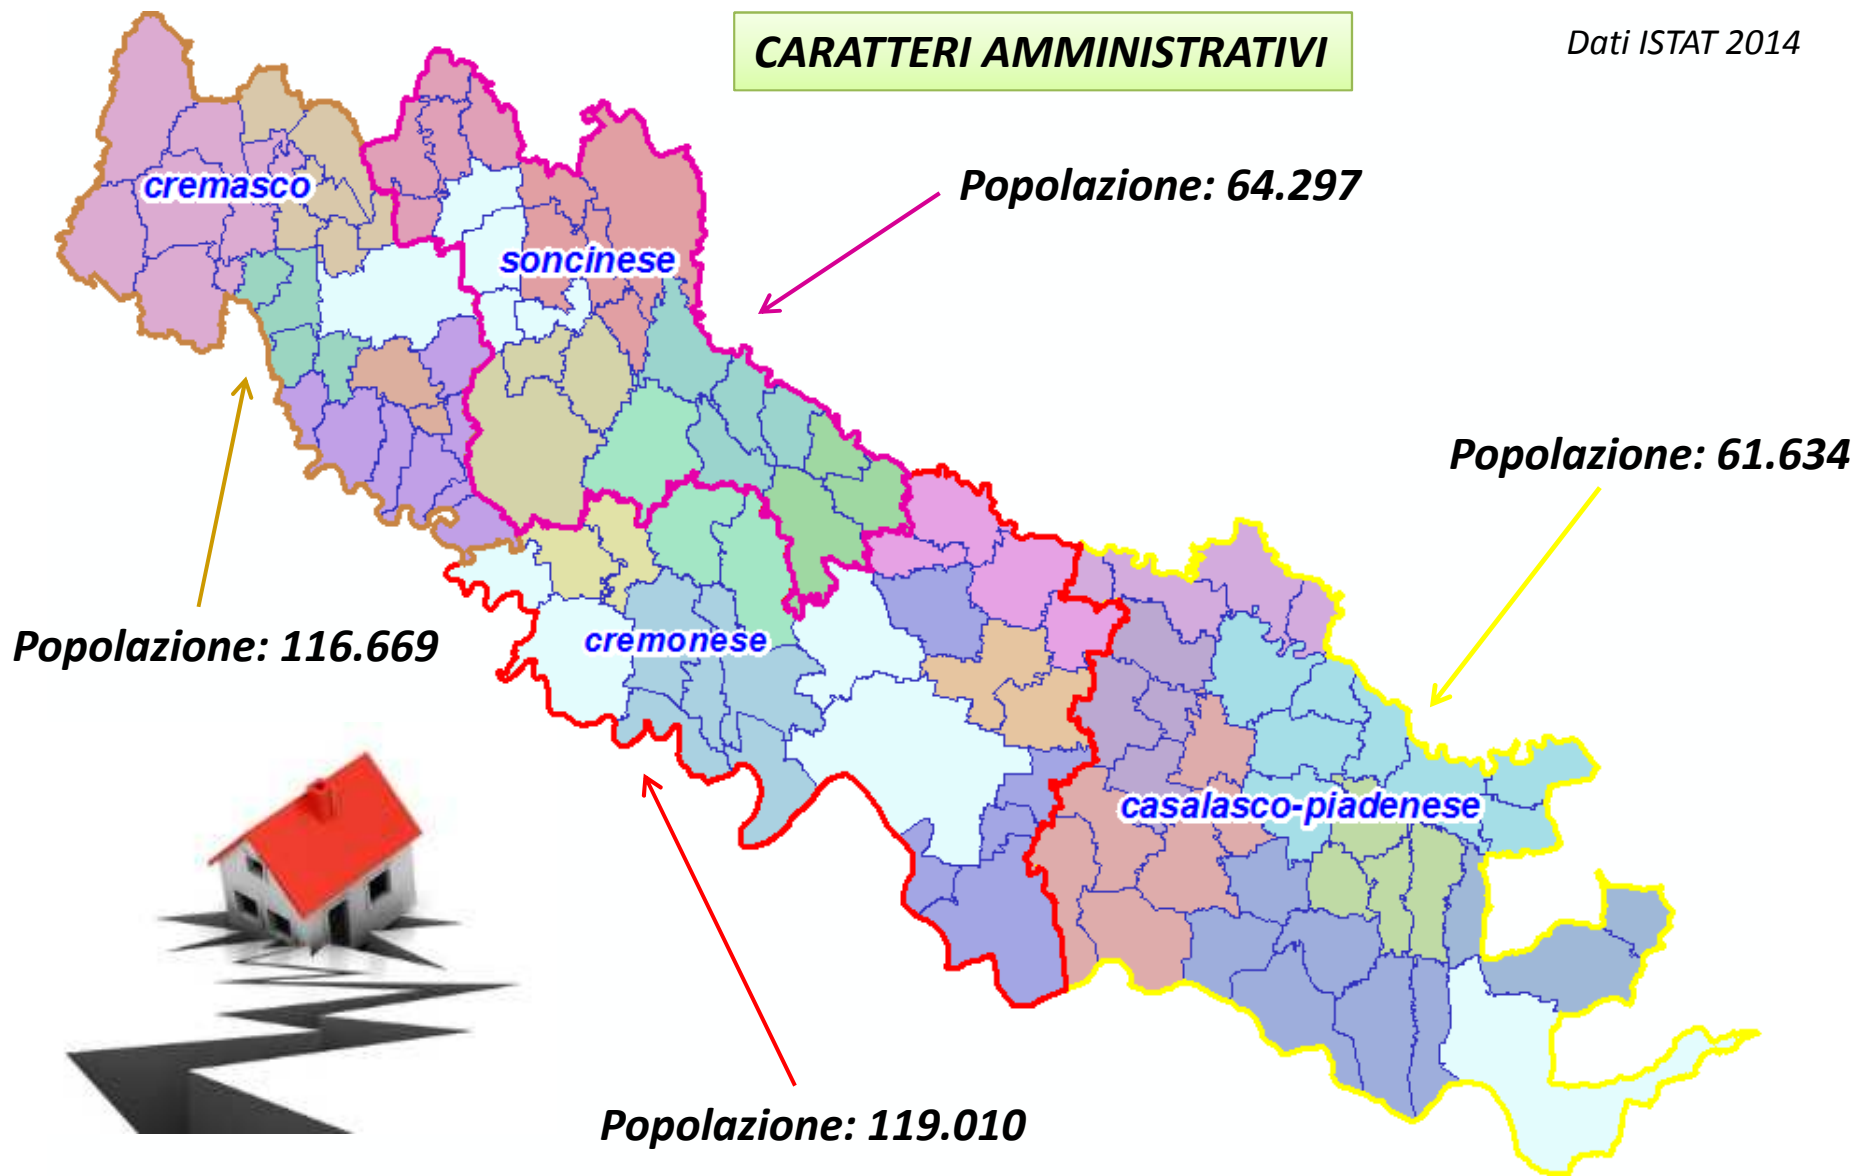 CARATTERI AMMINISTRATIVI
Dati ISTAT 2014
cremasco
Popolazione: 64.297
soncinese
Popolazione: 61.634
Popolazione: 116.669
cremonese
casalasco-piadenese
Popolazione: 119.010